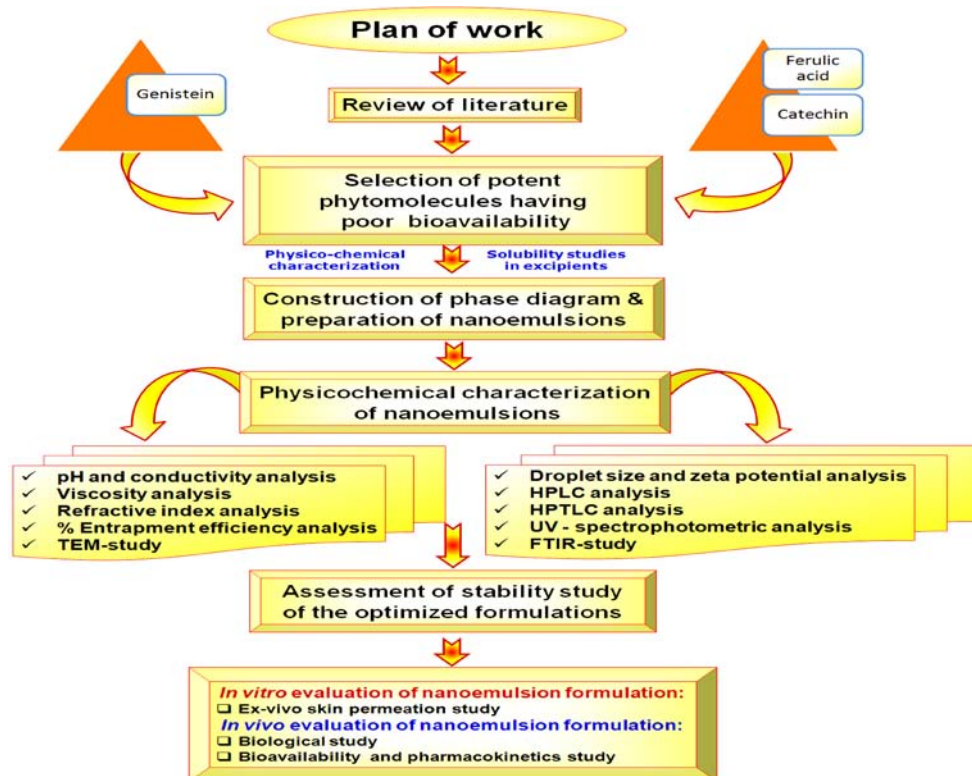 Plan of work
Genistein
Ferulic
acid
Catechin
Review of literature
Selection of potent
phytomolecules having
poor bioavailability
Physico-chemical
characterization
Solubility studies
in excipients
Construction of phase diagram &
preparation of nanoemulsions
Physicochemical characterization
of nanoemulsions
✓ pH and conductivity analysis
✓ Viscosity analysis
✓ Refractive index analysis
✓ % Entrapment efficiency analysis
✓ TEM-study
✓ Droplet size and zeta potential analysis
✓ HPLC analysis
✓ HPTLC analysis
✓ UV - spectrophotometric analysis
✓ FTIR-study
Assessment of stability study
of the optimized formulations
In vitro evaluation of nanoemulsion formulation:
❑ Ex-vivo skin permeation study
In vivo evaluation of nanoemulsion formulation:
❑ Biological study
❑ Bioavailability and pharmacokinetics study